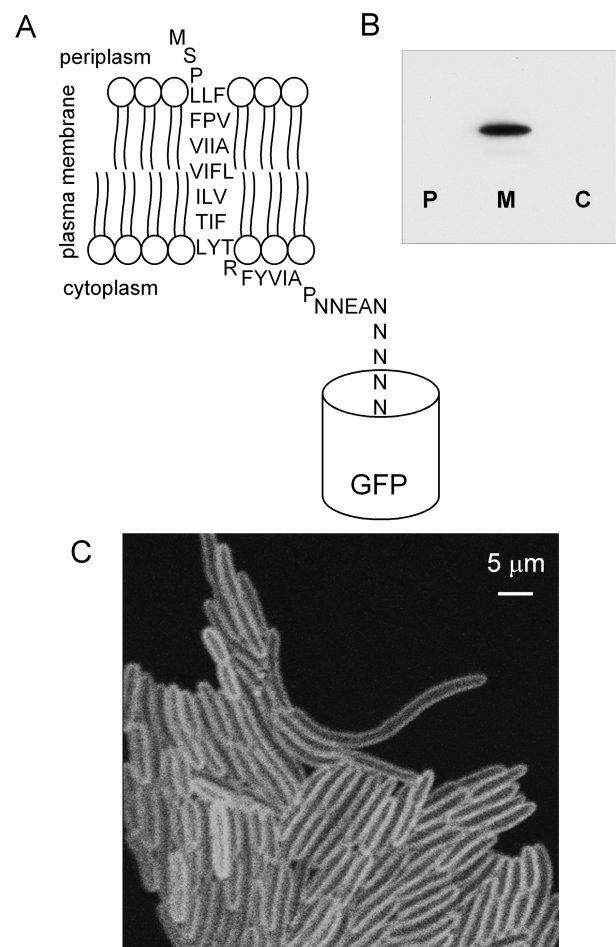 A
M
S
periplasm
P
LLF
FPV
VIIA
VIFL
ILV
TIF
LYT
R
FYVIA
P
NNEAN
N
N
N
N
plasma membrane
cytoplasm
GFP
B
P M C
C
5 µm